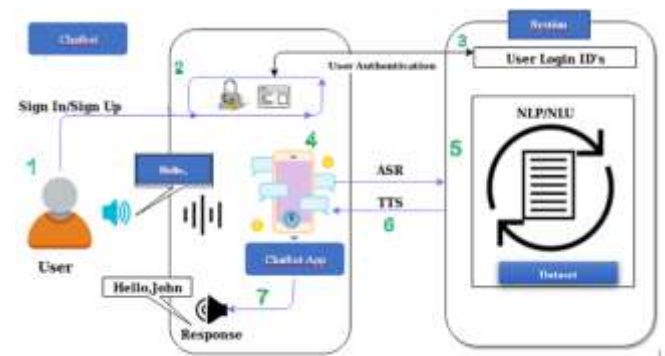 Chatbot
System
2
3
User Login ID's
User Authentication
Sign In/Sign Up
NLP/NLU
4
5
1
Hello,
ASR
TTS
6
User
Chatbot App
Dataset
Hello,John
7
Response